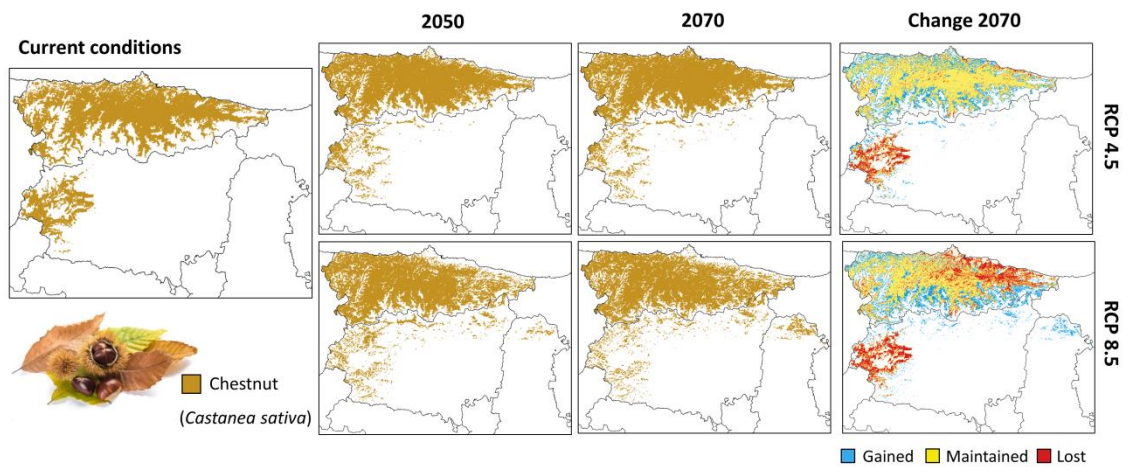 2050
2070
Change 2070
Current conditions
RCP 4.5
RCP 8.5
Chestnut
(Castanea sativa)
Gained
Maintained
Lost